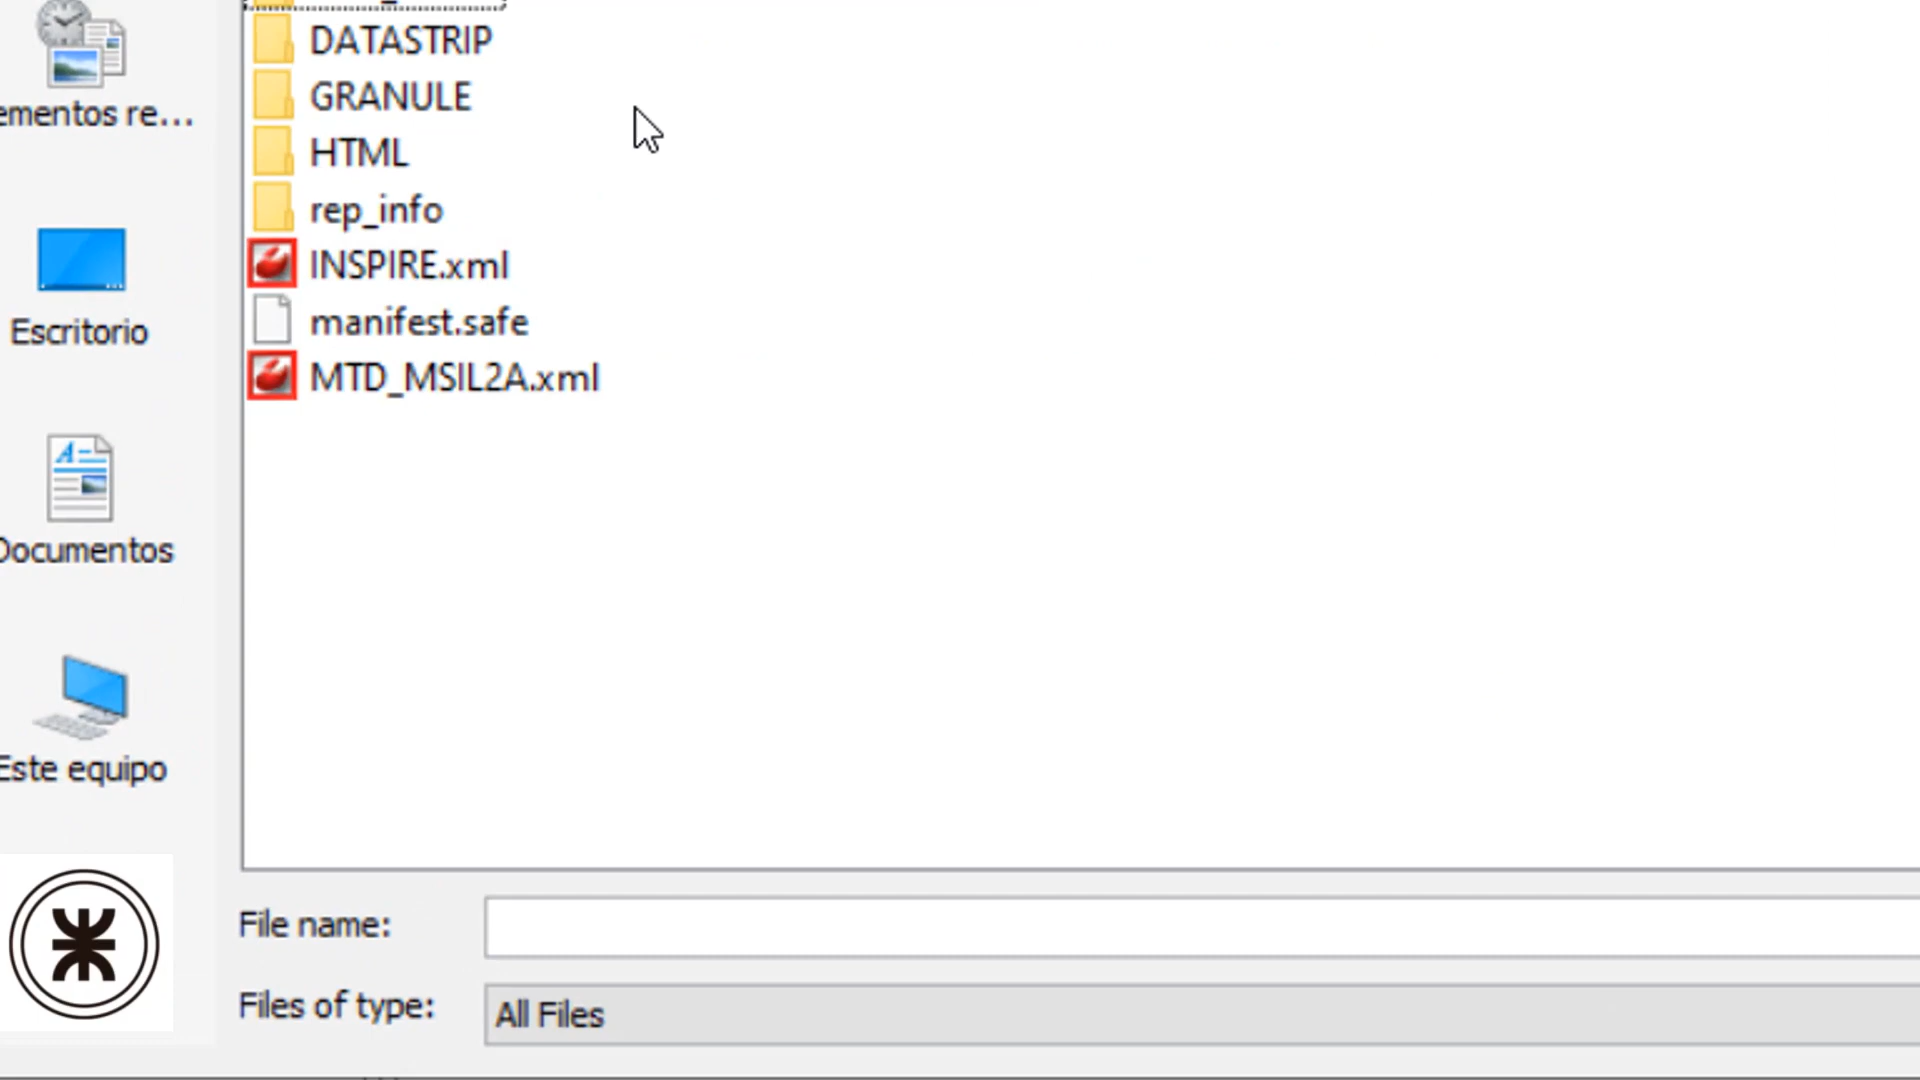 DATASTRIP
GRANULE
HTML
rep_info
INSPIRE.xml
manifest.safe
MTD_MSIL2A.xml
ementos re...
Escritorio
Documentos
Este equipo
File name:
Files of type:
All Files